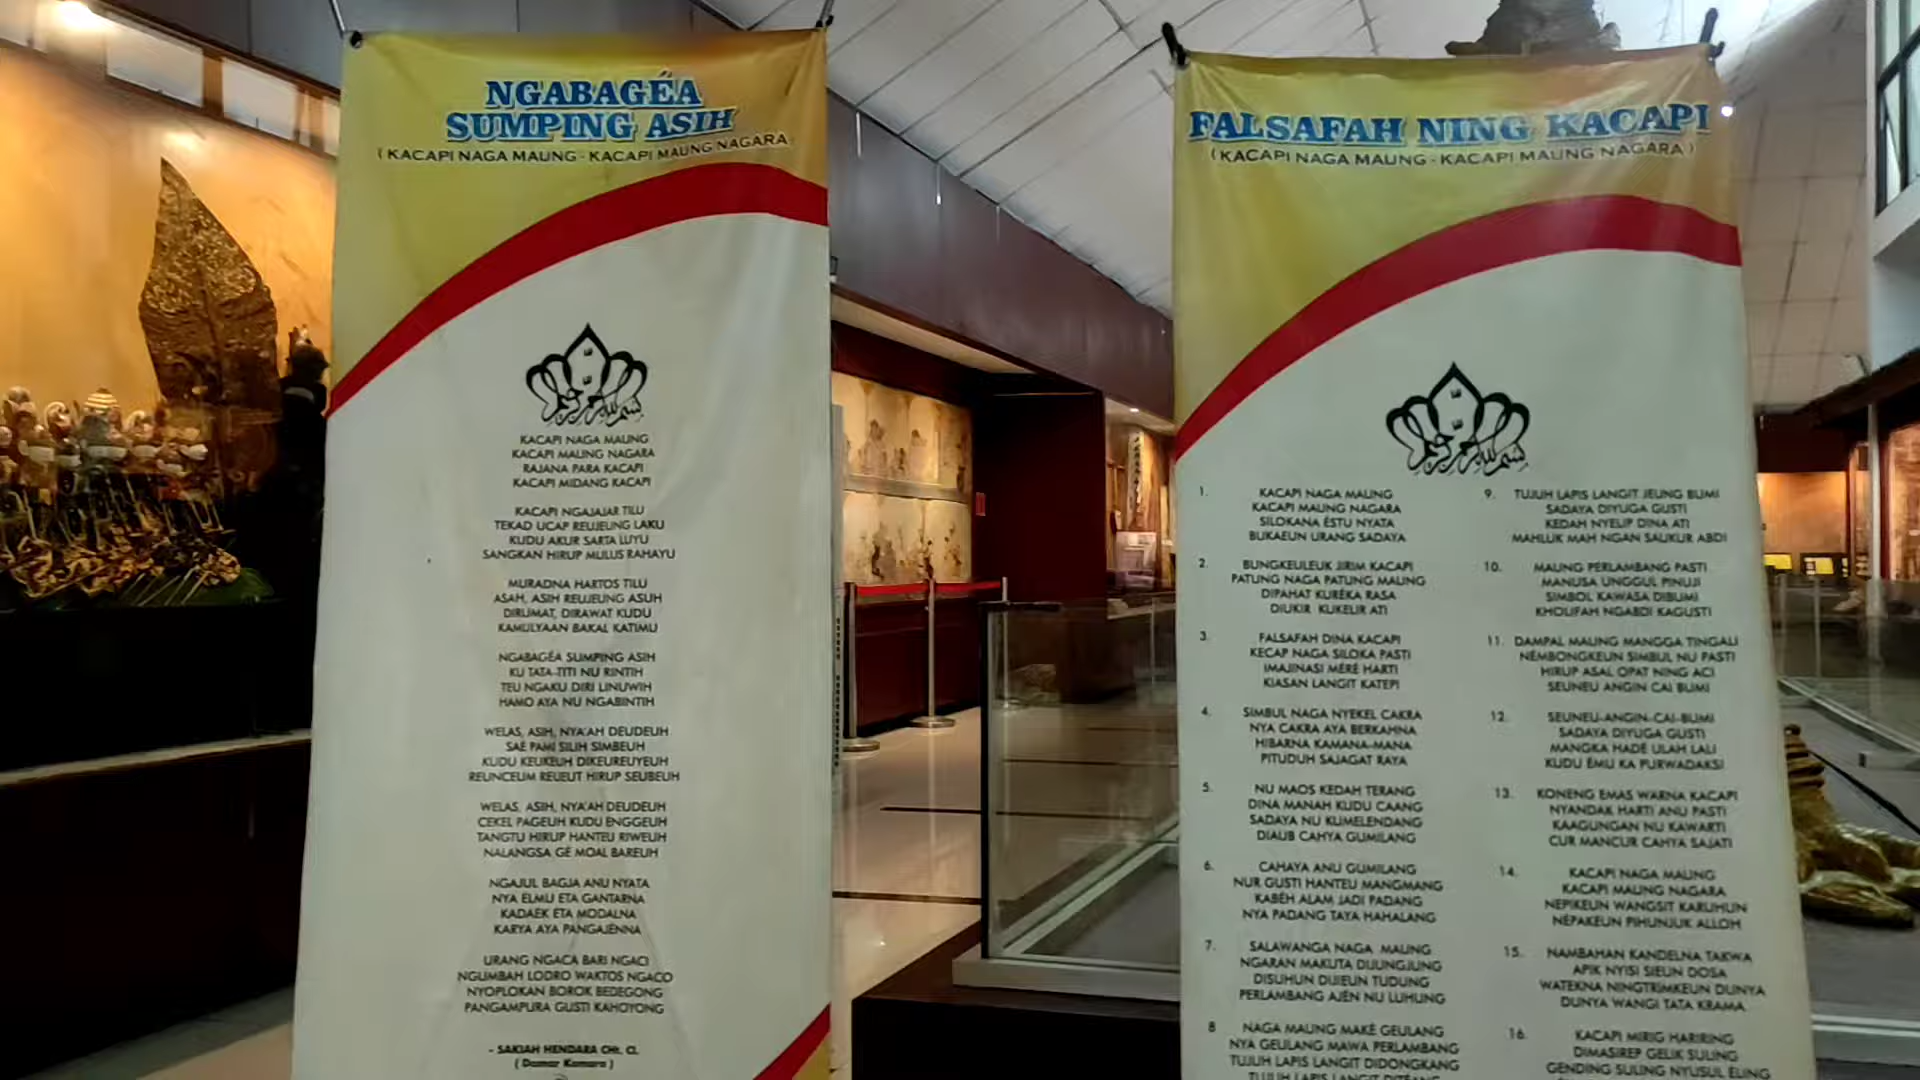 NGABAGÉA
SUMPING ASIH
( KACAPI NAGA MAUNG - KACAPI MAUNG NAGARA )
KACAPI NAGA MAUNG
KACAPI MAUNG NAGARA
RAJANA PARA KACAPI
KACAPI MIDANG KACAPI
KACAPI NGAJAJAR TILU
TEKAD UCAP REUJEUNG LAKU
KUDU AKUR SARTA LUYU
SANGKAN HIRUP MULUS RAHAYU
MURADNA HARTOS TILU
ASAH, ASIH REUJEUNG ASUH
DIRUMAT, DIRAWAT KUDU
KAMULYAAN BAKAL KATIMU
NGABAGÉA SUMPING ASIH
KU TATA-TITI NU RINTIH
TEU NGAKU DIRI LINUWIH
HAMO AYA NU NGABINTIH
WELAS, ASIH, NYA'AH DEUDEUH
SAE PAMI SILIH SIMBEUH
KUDU KEUKEUH DIKEUREUYEUH
REUNCEUM REUEUT HIRUP SEUBEUH
WELAS, ASIH, NYA'AH DEUDEUH
CEKEL PAGEUH KUDU ENGGEUH
TANGTU HIRUP HANTEU RIWEUH
NALANGSA GÉ MOAL BAREUH
NGAJUL BAGJA ANU NYATA
NYA ELMU ETA GANTARNA
KADAÉK ETA MODALNA
KARYA AYA PANGAJÉNNA
URANG NGACA BARI NGACI
NGUMBAH LODRO WAKTOS NGACO
NYOPLOKAN BOROK BEDEGONG
PANGAMPURA GUSTI KAHOYONG
- SAKIAH HENDARA CHt. CI.
( Damar Kamara )
FALSAFAH NING KACAPI
( KACAPI NAGA MAUNG - KACAPI MAUNG NAGARA )
1. KACAPI NAGA MAUNG
KACAPI MAUNG NAGARA
SILOKANA ÉSTU NYATA
BUKAEUN URANG SADAYA
2. BUNGKEULEUK JIRIM KACAPI
PATUNG NAGA PATUNG MAUNG
DIPAHAT KURÉKA RASA
DIUKIR KUKELIR ATI
3. FALSAFAH DINA KACAPI
KECAP NAGA SILOKA PASTI
IMAJINASI MÉRÉ HARTI
KIASAN LANGIT KATEPI
4. SIMBUL NAGA NYEKEL CAKRA
NYA CAKRA AYA BERKAHNA
HIBARNA KAMANA-MANA
PITUDUH SAJAGAT RAYA
5. NU MAOS KEDAH TERANG
DINA MANAH KUDU CAANG
SADAYA NU KUMELENDANG
DIAUB CAHYA GUMILANG
6. CAHAYA ANU GUMILANG
NUR GUSTI HANTEU MANGMANG
KABÉH ALAM JADI PADANG
NYA PADANG TAYA HAHALANG
7. SALAWANGA NAGA MAUNG
NGARAN MAKUTA DIJUNGJUNG
DISUHUN DIJIEUN TUDUNG
PERLAMBANG AJÉN NU LUHUNG
8 NAGA MAUNG MAKÉ GEULANG
NYA GEULANG MAWA PERLAMBANG
TUJUH LAPIS LANGIT DIDONGKANG
TUJUH LAPIS LANGIT DITÉANG
9. TUJUH LAPIS LANGIT JEUNG BUMI
SADAYA DIYUGA GUSTI
KEDAH NYELIP DINA ATI
MAHLUK MAH NGAN SAUKUR ABDI
10. MAUNG PERLAMBANG PASTI
MANUSA UNGGUL PINUJI
SIMBOL KAWASA DIBUMI
KHOLIFAH NGABDI KAGUSTI
11. DAMPAL MAUNG MANGGA TINGALI
NEMBONGKEUN SIMBUL NU PASTI
HIRUP ASAL OPAT NING ACI
SEUNEU ANGIN CAI BUMI
12. SEUNEU-ANGIN-CAI-BUMI
SADAYA DIYUGA GUSTI
MANGKA HADÉ ULAH LALI
KUDU ÉMU KA PURWADAKSI
13. KONENG EMAS WARNA KACAPI
NYANDAK HARTI ANU PASTI
KAAGUNGAN NU KAWARTI
CUR MANCUR CAHYA SAJATI
14. KACAPI NAGA MAUNG
KACAPI MAUNG NAGARA
NEPIKEUN WANGSIT KARUHUN
NÉPAKEUN PIHUNJUK ALLOH
15. NAMBAHAN KANDELNA TAKWA
APIK NYISI SIEUN DOSA
WATEKNA NINGTRIMKEUN DUNYA
DUNYA WANGI TATA KRAMA
16. KACAPI MIRIG HARIRING
DIMASIREP GELIK SULING
GENDING SULING NYUSUL ÉLING